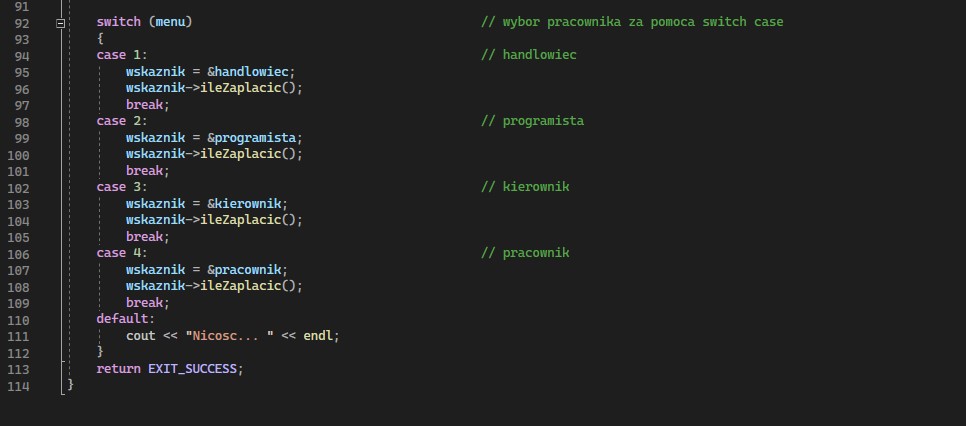 91
92 switch (menu) // wybor pracownika za pomoca switch case
93 {
94 case 1: // handlowiec
95 wskaznik = &handlowiec;
96 wskaznik->ileZaplacic();
97 break;
98 case 2: // programista
99 wskaznik = &programista;
100 wskaznik->ileZaplacic();
101 break;
102 case 3: // kierownik
103 wskaznik = &kierownik;
104 wskaznik->ileZaplacic();
105 break;
106 case 4: // pracownik
107 wskaznik = &pracownik;
108 wskaznik->ileZaplacic();
109 break;
110 default:
111 cout << "Nicosc... " << endl;
112 }
113 return EXIT_SUCCESS;
114 }